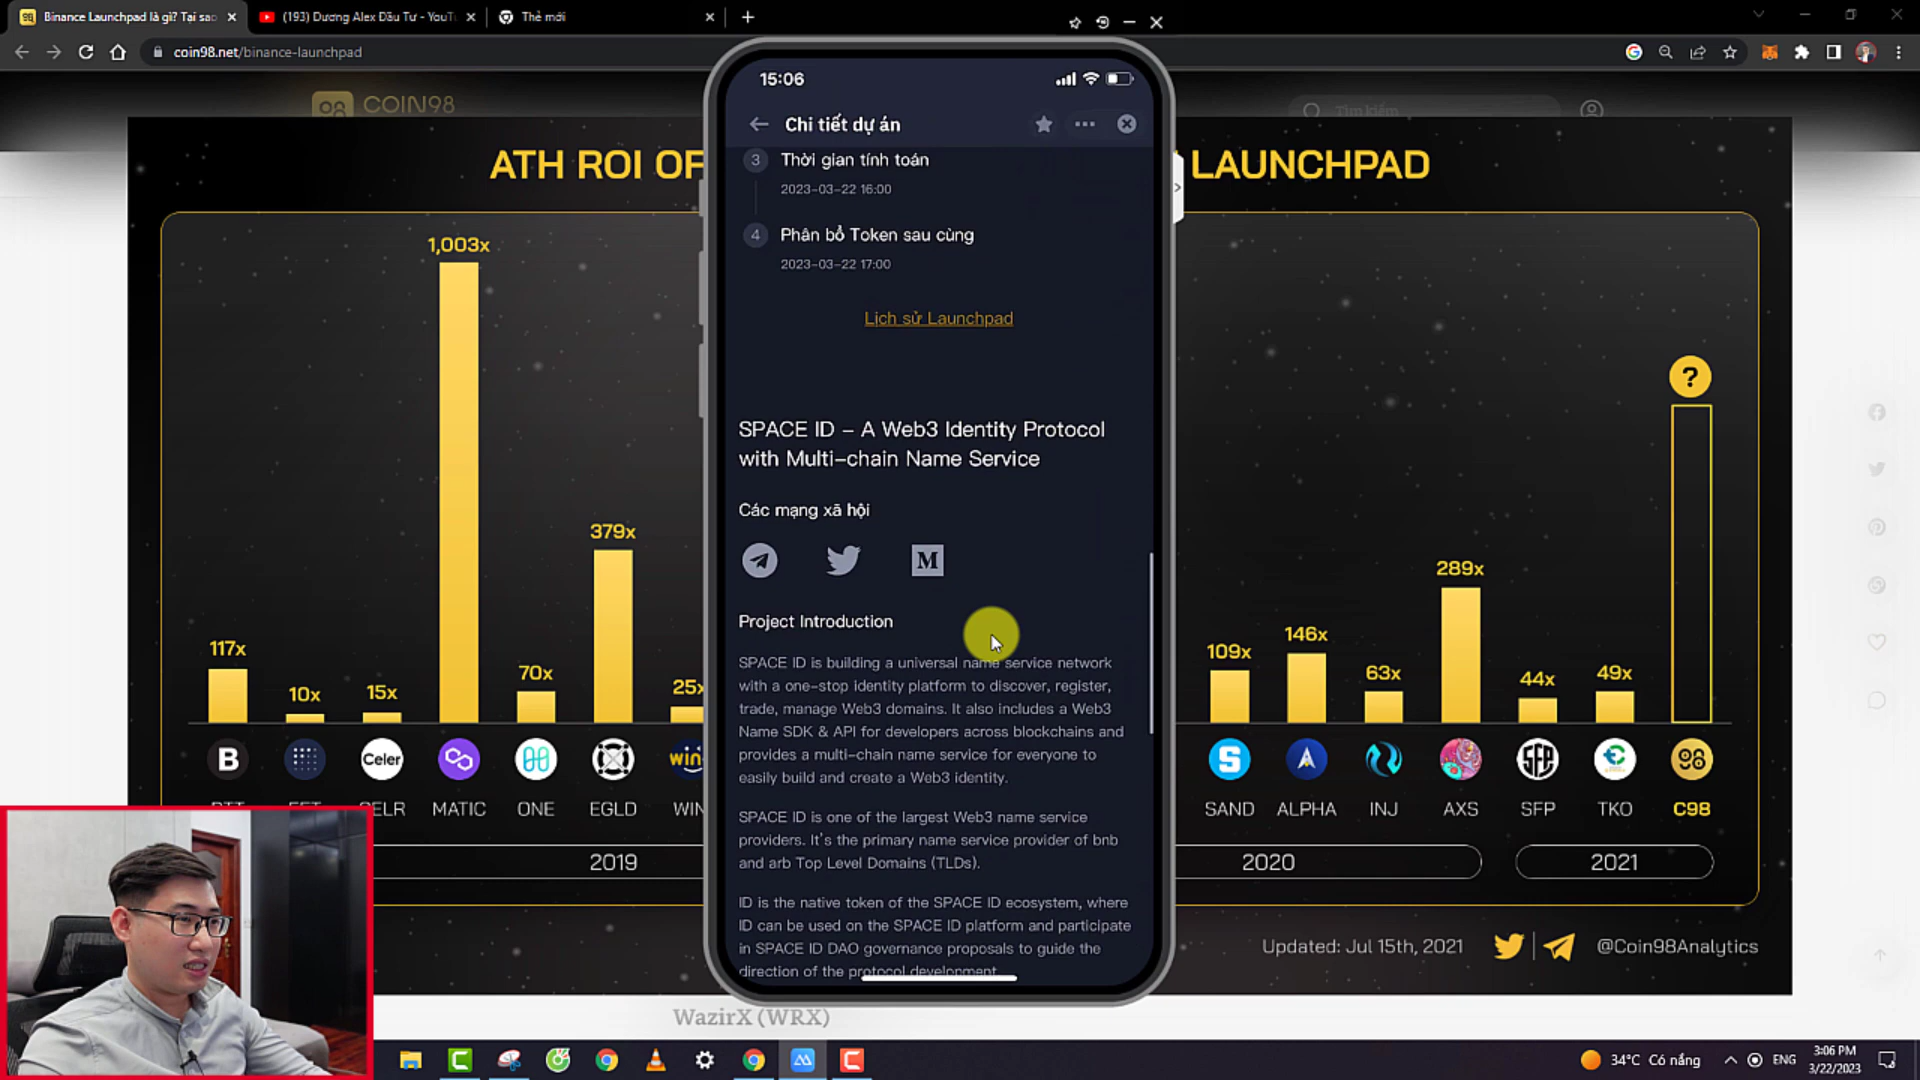 Binance Launchpad là gì? Tại sao
(193) Dương Alex Đầu Tư - YouTu
Thẻ mới
coin98.net/binance-launchpad
COIN98
Tìm kiếm
ATH ROI OF
LAUNCHPAD
15:06
Chi tiết dự án
3 Thời gian tính toán
2023-03-22 16:00
4 Phân bổ Token sau cùng
2023-03-22 17:00
Lịch sử Launchpad
SPACE ID – A Web3 Identity Protocol
with Multi-chain Name Service
Các mạng xã hội
M
Project Introduction
SPACE ID is building a universal name service network
with a one-stop identity platform to discover, register,
trade, manage Web3 domains. It also includes a Web3
Name SDK & API for developers across blockchains and
provides a multi-chain name service for everyone to
easily build and create a Web3 identity.
SPACE ID is one of the largest Web3 name service
providers. It's the primary name service provider of bnb
and arb Top Level Domains (TLDs).
ID is the native token of the SPACE ID ecosystem, where
ID can be used on the SPACE ID platform and participate
in SPACE ID DAO governance proposals to guide the
direction of the protocol development.
117x
10x
15x
1,003x
70x
379x
25x
109x
146x
63x
289x
44x
49x
?
B
Celer
win
S
SFP
98
MATIC
ONE
EGLD
WIN
SAND
ALPHA
INJ
AXS
SFP
TKO
C98
2019
2020
2021
Updated: Jul 15th, 2021
@Coin98Analytics
WazirX (WRX)
34°C Có nắng
ENG
3:06 PM
3/22/2023